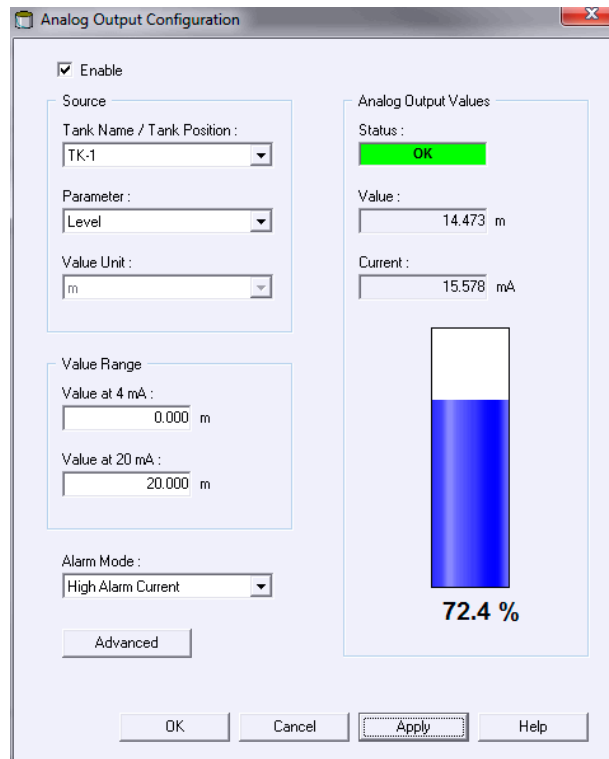 Analog Output Configuration
Enable
Source
Tank Name / Tank Position :
TK-1
Parameter :
Level
Value Unit :
m
Value Range
Value at 4 mA :
0.000 m
Value at 20 mA :
20.000 m
Alarm Mode :
High Alarm Current
Advanced
Analog Output Values
Status :
OK
Value :
14.473 m
Current :
15.578 mA
72.4 %
OK Cancel Apply Help